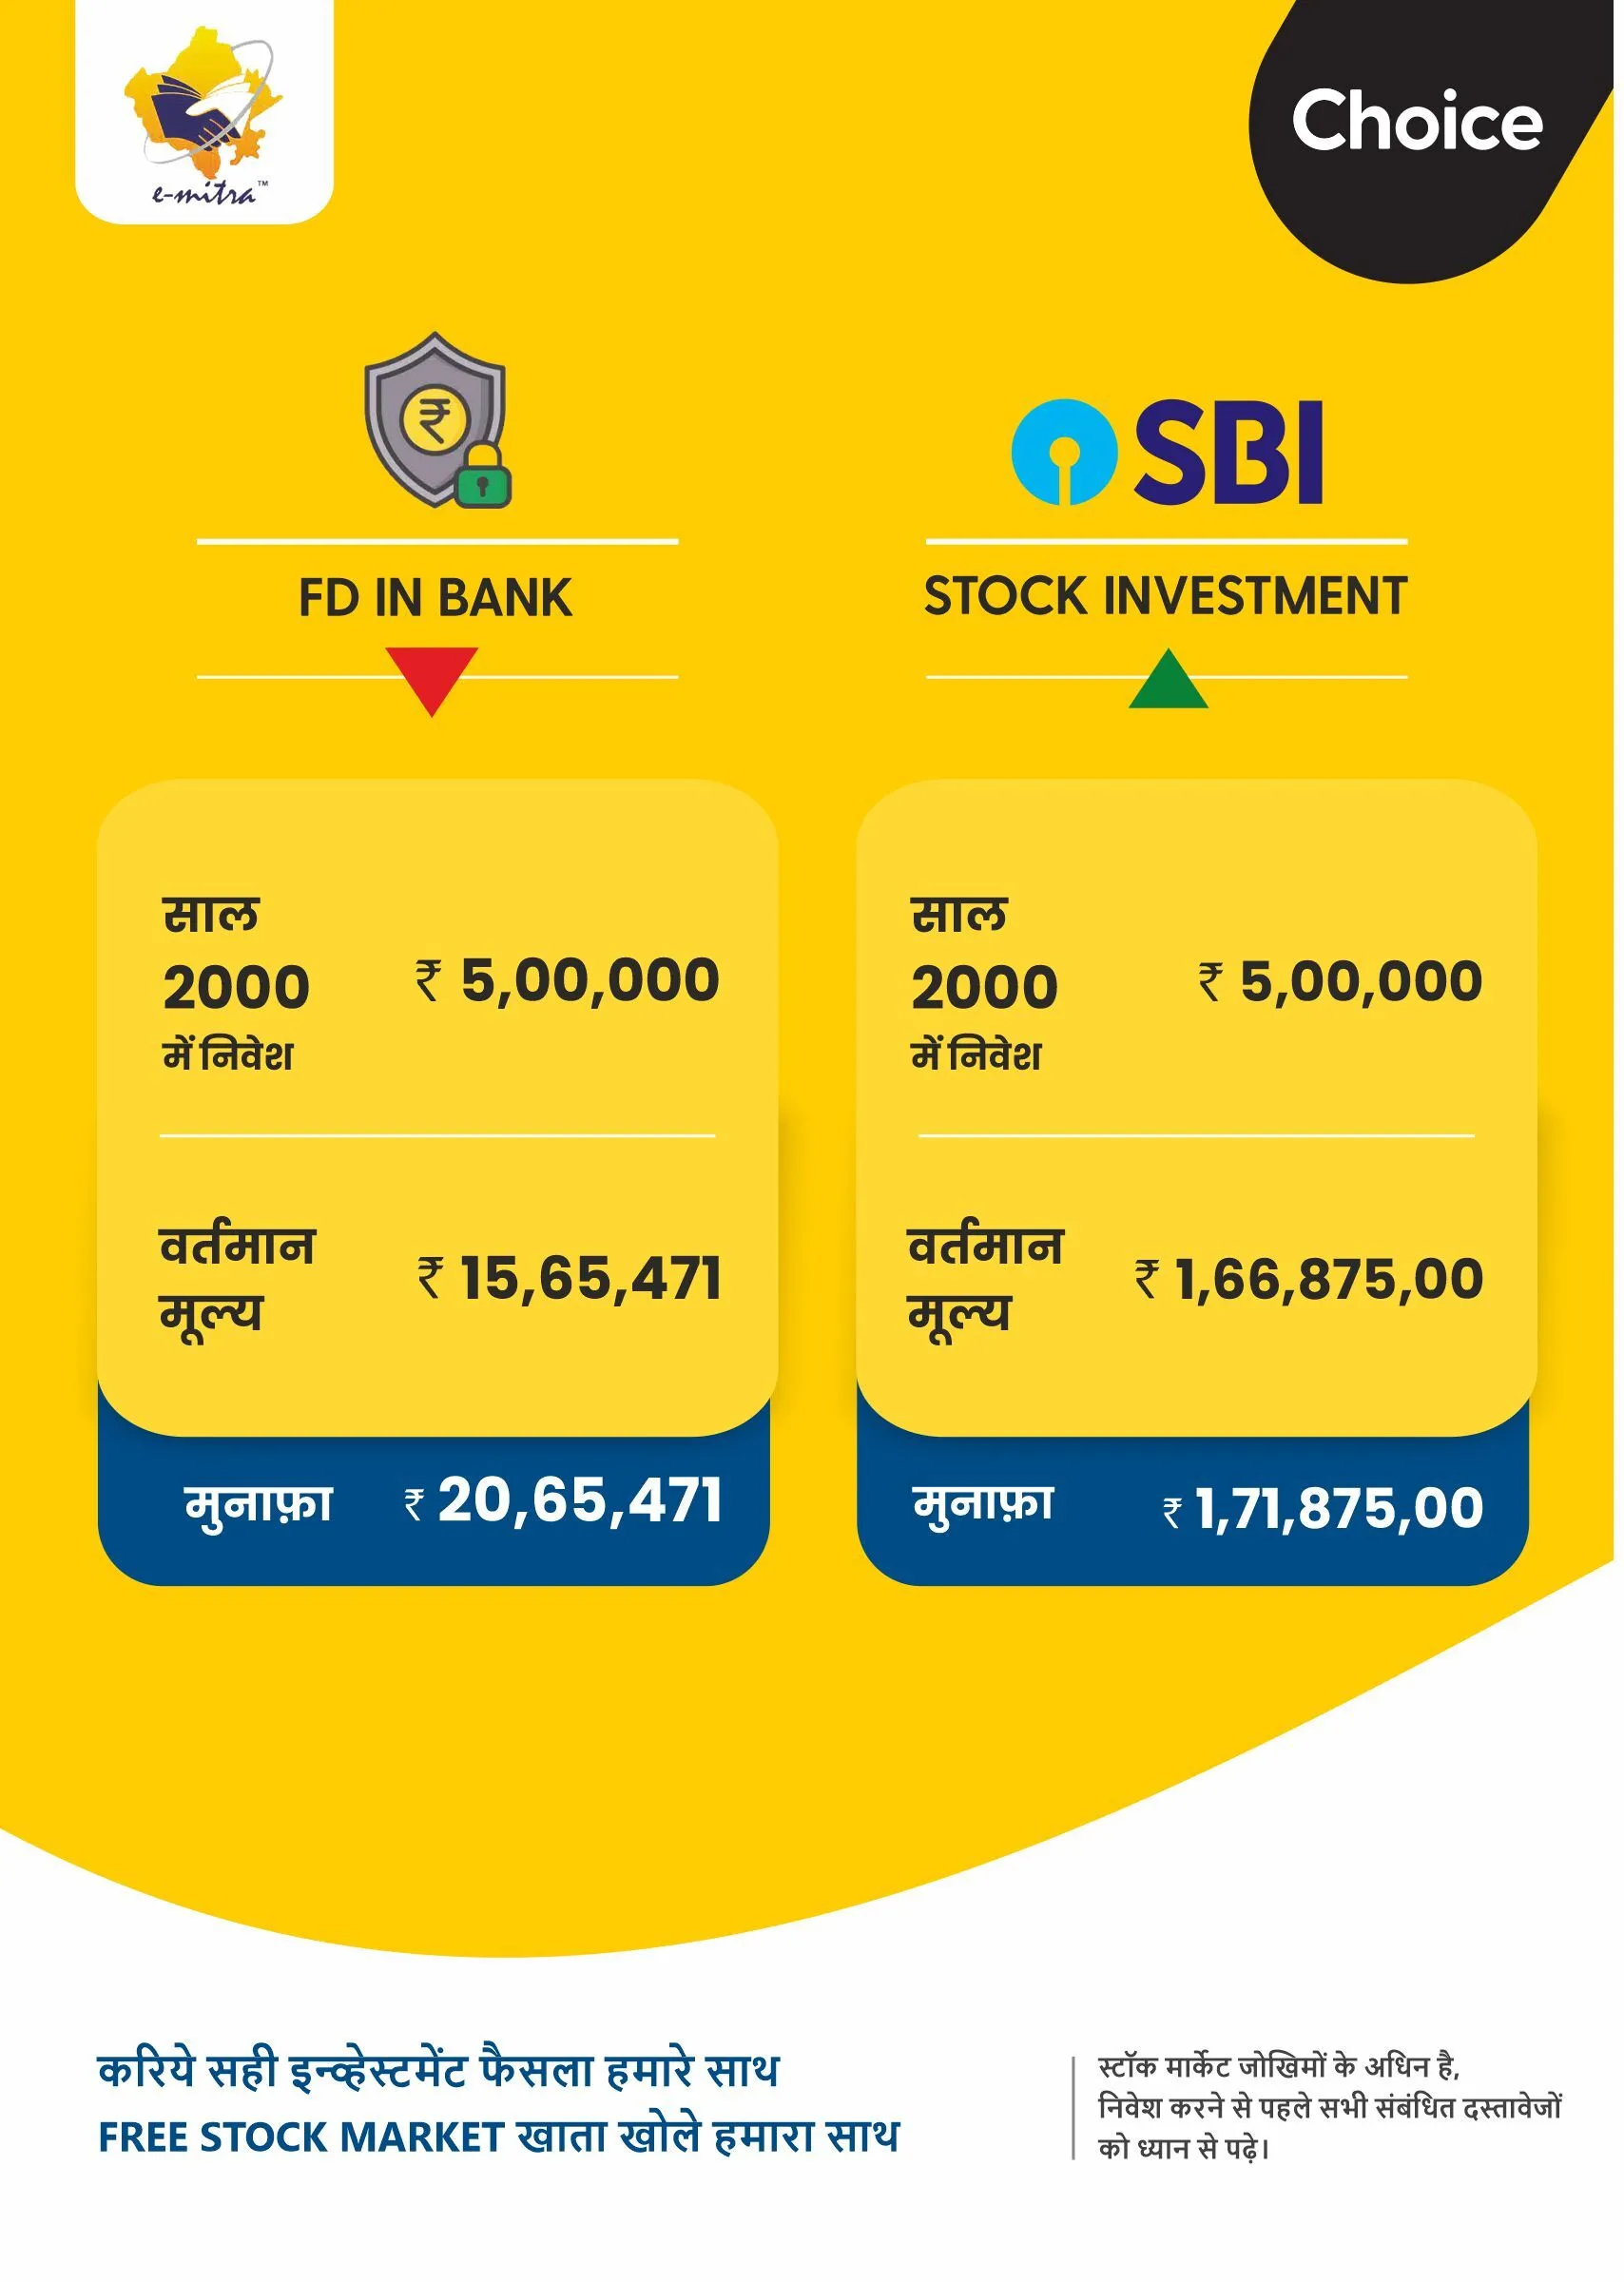 e-mitra™
Choice
₹
SBI
FD IN BANK
STOCK INVESTMENT
साल
2000
में निवेश
₹ 5,00,000
वर्तमान
मूल्य
₹ 15,65,471
मुनाफ़ा
₹ 20,65,471
साल
2000
में निवेश
₹ 5,00,000
वर्तमान
मूल्य
₹ 1,66,875,00
मुनाफ़ा
₹ 1,71,875,00
करिये सही इन्व्हेस्टमेंट फैसला हमारे साथ
FREE STOCK MARKET खाता खोले हमारा साथ
स्टॉक मार्केट जोखिमों के अधिन है,
निवेश करने से पहले सभी संबंधित दस्तावेजों
को ध्यान से पढ़े।